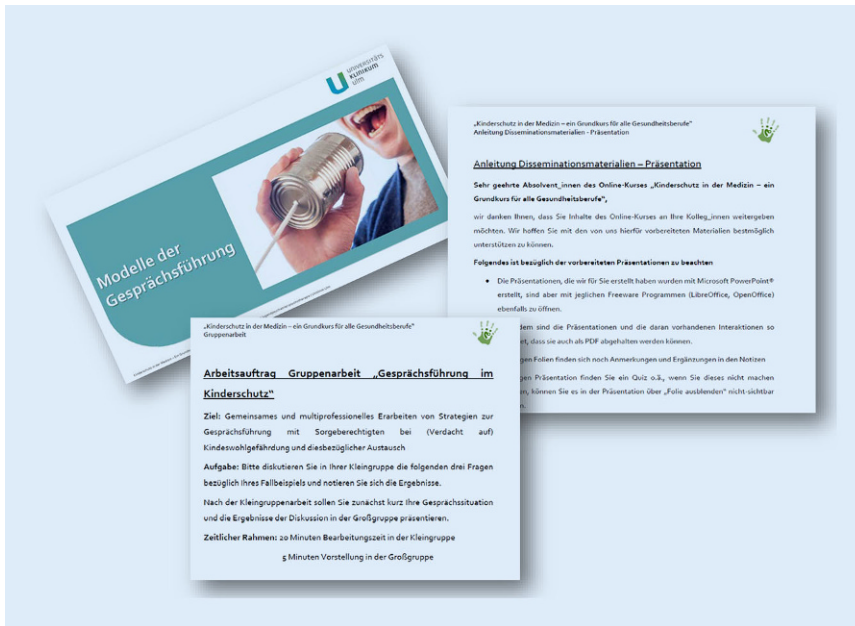 UNIVERSITÄTS
KLINIKUM
ulm
Modelle der
Gesprächsführung
„Kinderschutz in der Medizin – ein Grundkurs für alle Gesundheitsberufe“
Anleitung Disseminationsmaterialien - Präsentation
Anleitung Disseminationsmaterialien – Präsentation
Sehr geehrte Absolvent_innen des Online-Kurses „Kinderschutz in der Medizin – ein
Grundkurs für alle Gesundheitsberufe“,
wir danken Ihnen, dass Sie Inhalte des Online-Kurses an Ihre Kolleg_innen weitergeben
möchten. Wir hoffen Sie mit den von uns hierfür vorbereiteten Materialien bestmöglich
unterstützen zu können.
Folgendes ist bezüglich der vorbereiteten Präsentationen zu beachten
• Die Präsentationen, die wir für Sie erstellt haben wurden mit Microsoft PowerPoint®
erstellt, sind aber mit jeglichen Freeware Programmen (LibreOffice, OpenOffice)
ebenfalls zu öffnen.
dem sind die Präsentationen und die daran vorhandenen Interaktionen so
et, dass sie auch als PDF abgehalten werden können.
gen Folien finden sich noch Anmerkungen und Ergänzungen in den Notizen
gen Präsentation finden Sie ein Quiz o.ä., wenn Sie dieses nicht machen
en, können Sie es in der Präsentation über „Folie ausblenden“ nicht-sichtbar
n.
„Kinderschutz in der Medizin – ein Grundkurs für alle Gesundheitsberufe“
Gruppenarbeit
Arbeitsauftrag Gruppenarbeit „Gesprächsführung im
Kinderschutz“
Ziel: Gemeinsames und multiprofessionelles Erarbeiten von Strategien zur
Gesprächsführung mit Sorgeberechtigten bei (Verdacht auf)
Kindeswohlgefährdung und diesbezüglicher Austausch
Aufgabe: Bitte diskutieren Sie in Ihrer Kleingruppe die folgenden drei Fragen
bezüglich Ihres Fallbeispiels und notieren Sie sich die Ergebnisse.
Nach der Kleingruppenarbeit sollen Sie zunächst kurz Ihre Gesprächssituation
und die Ergebnisse der Diskussion in der Großgruppe präsentieren.
Zeitlicher Rahmen: 20 Minuten Bearbeitungszeit in der Kleingruppe
5 Minuten Vorstellung in der Großgruppe